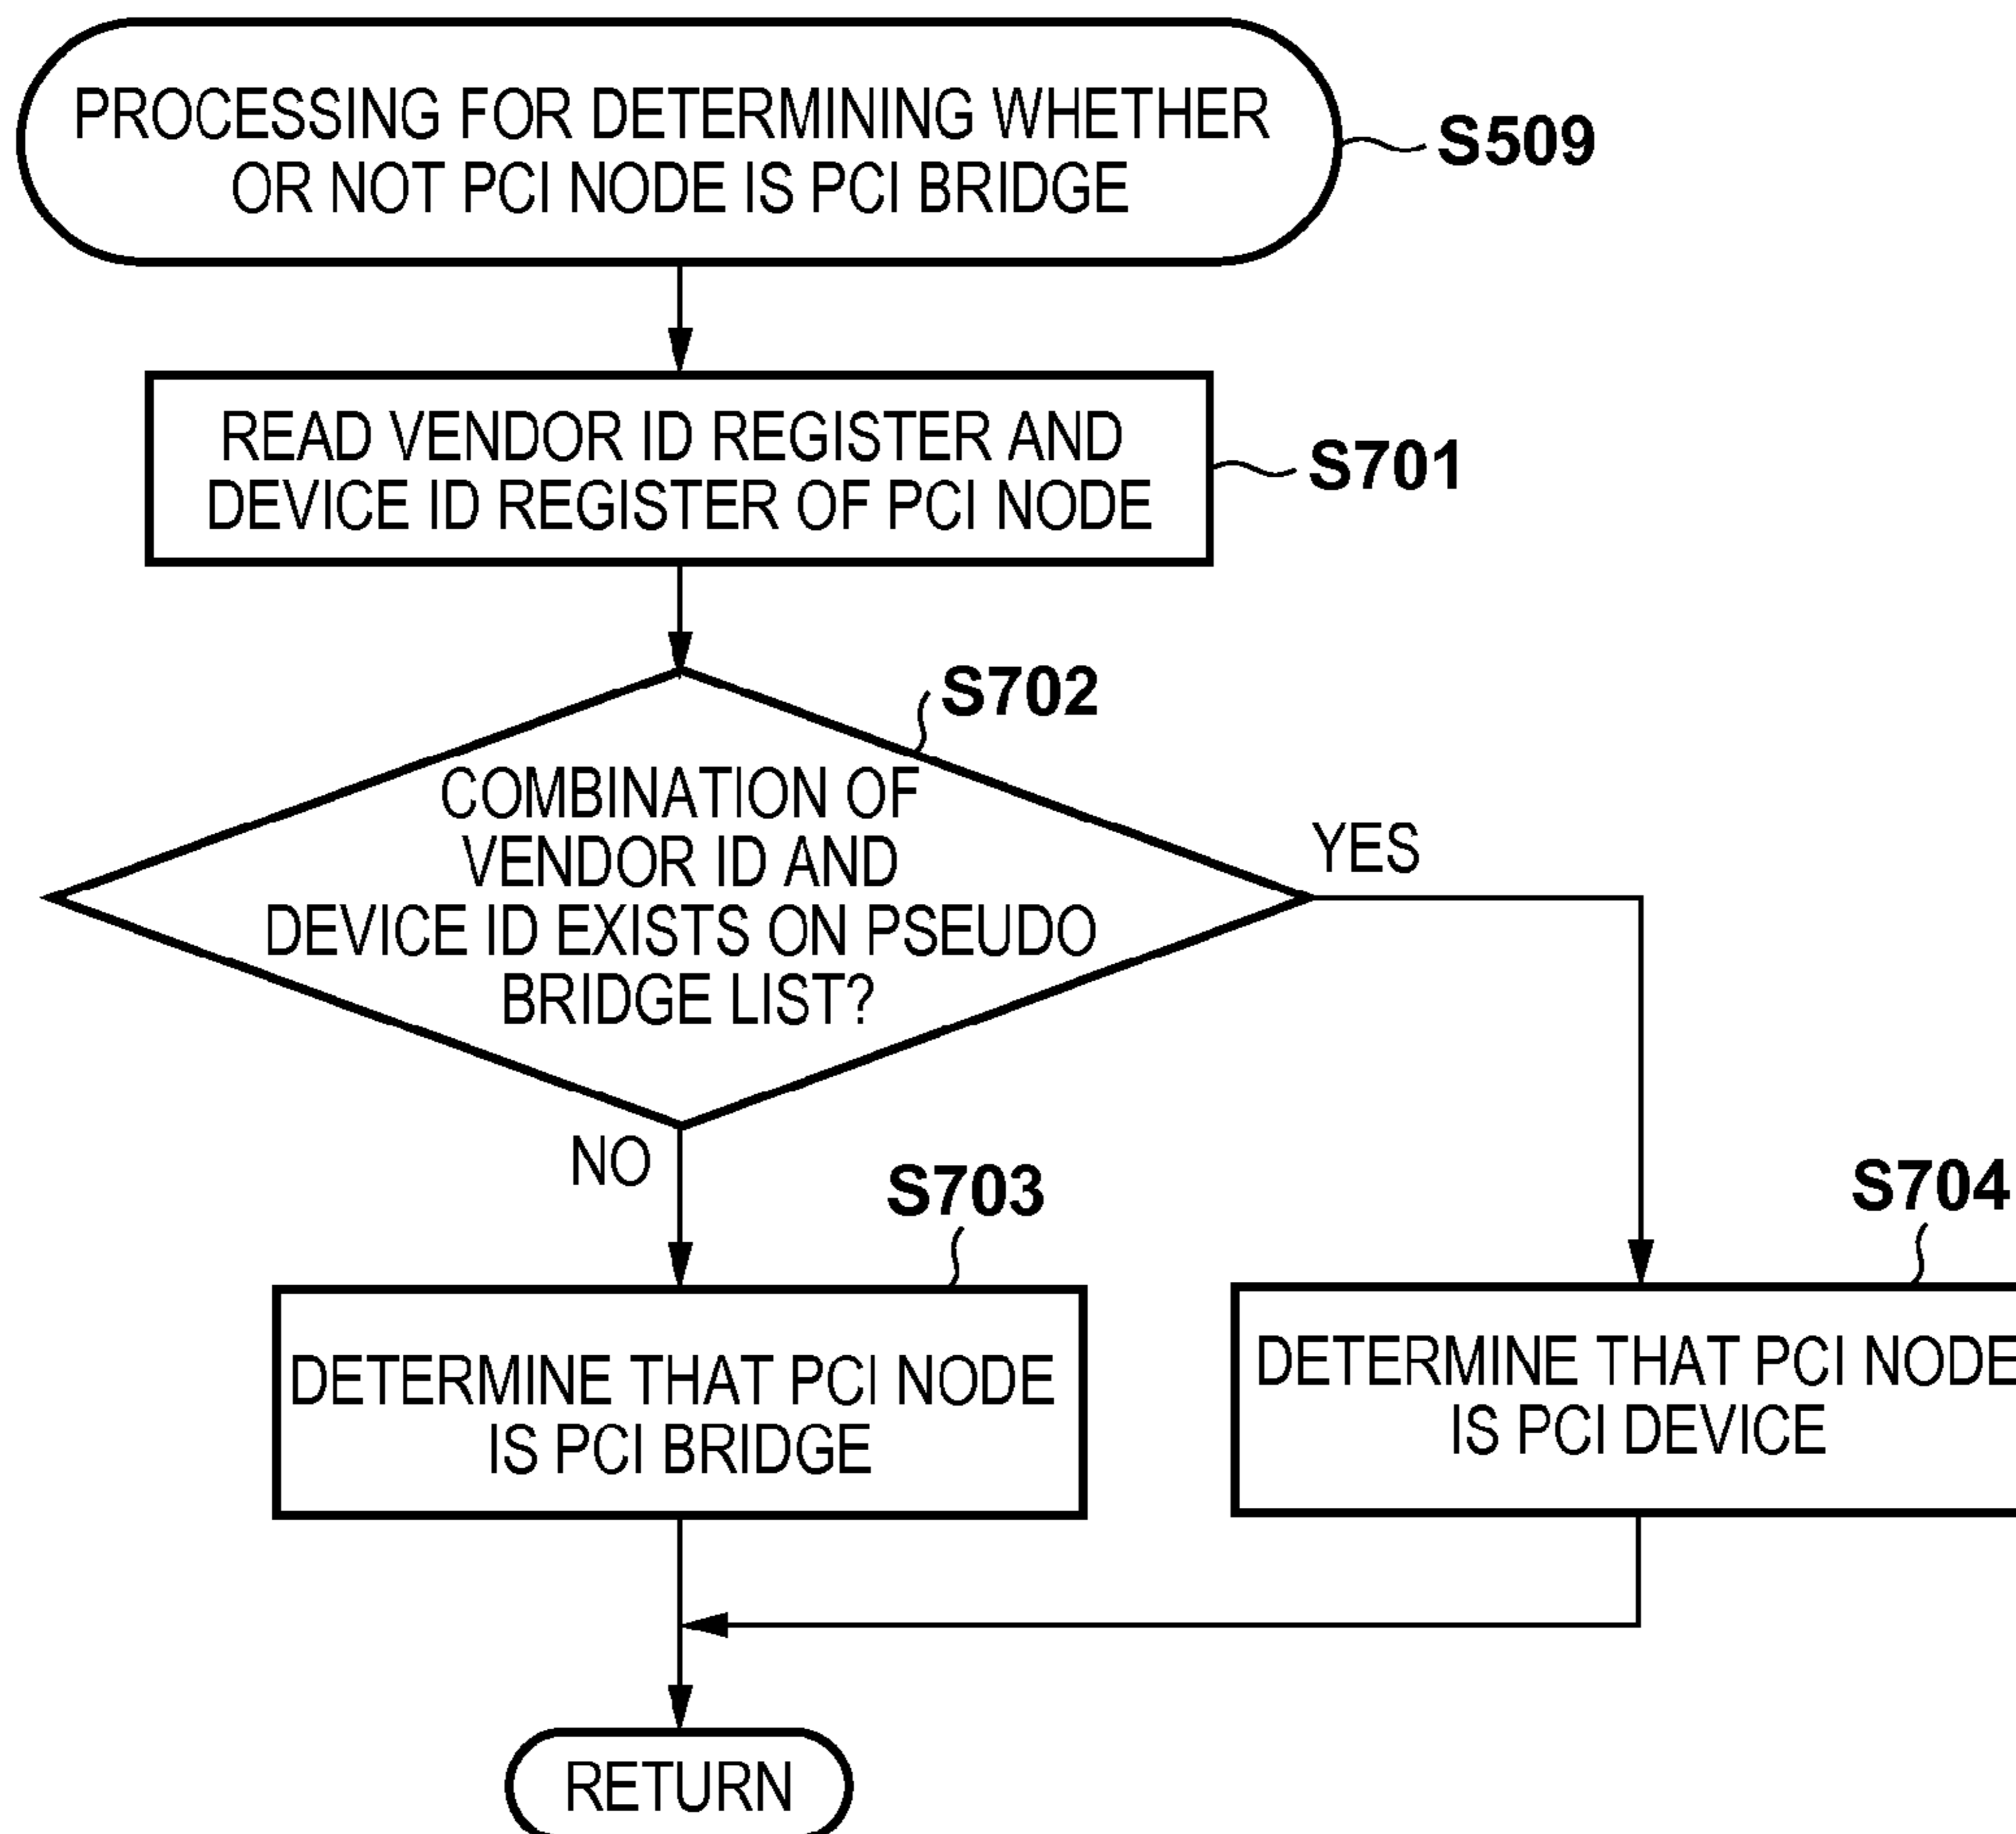 PROCESSING FOR DETERMINING WHETHER
OR NOT PCI NODE IS PCI BRIDGE
S509
READ VENDOR ID REGISTER AND
DEVICE ID REGISTER OF PCI NODE
S701
S702
COMBINATION OF
VENDOR ID AND
DEVICE ID EXISTS ON PSEUDO
BRIDGE LIST?
YES
NO
S703
DETERMINE THAT PCI NODE
IS PCI BRIDGE
S704
DETERMINE THAT PCI NODE
IS PCI DEVICE
RETURN